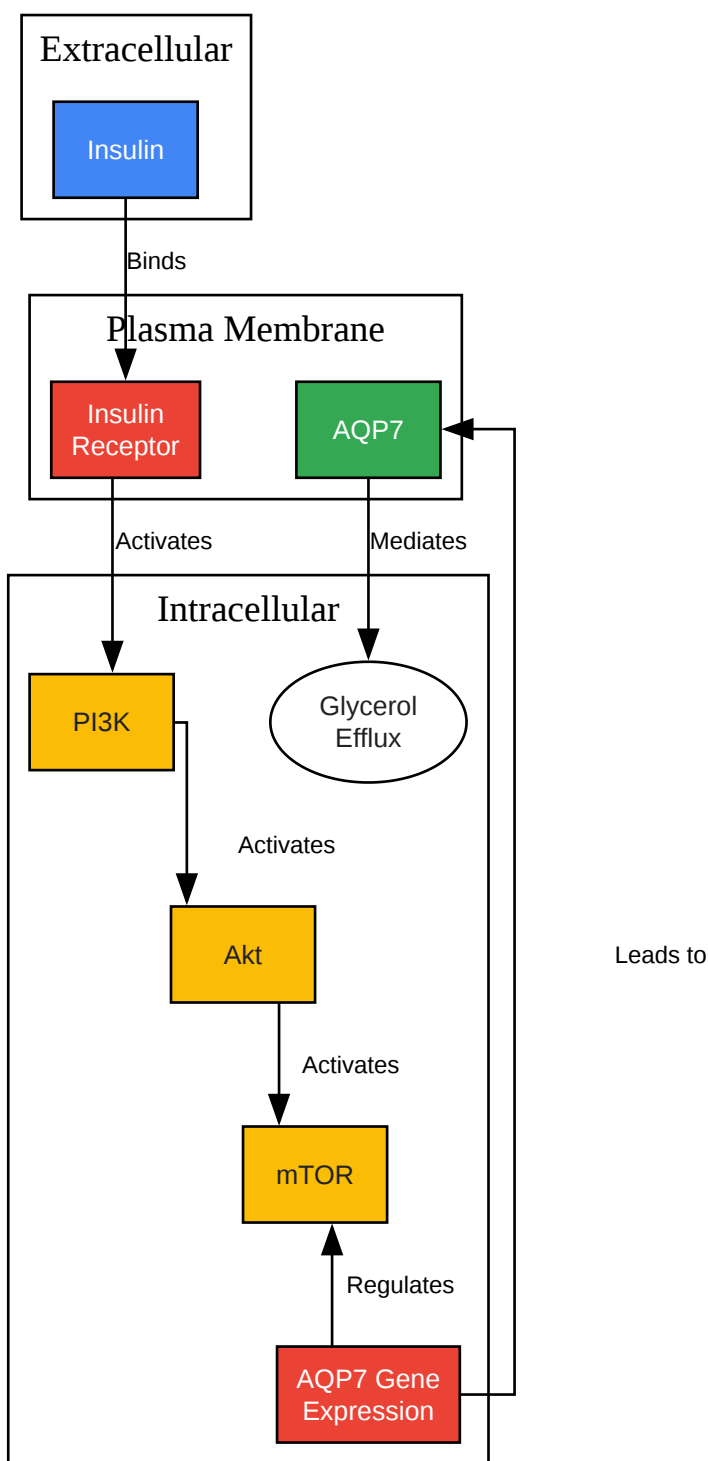 Extracellular
Insulin
Binds
Plasma Membrane
Insulin
Receptor
AQP7
Activates
Mediates
Intracellular
PI3K
Glycerol
Efflux
Activates
Akt
Leads to
Activates
mTOR
Regulates
AQP7 Gene
Expression